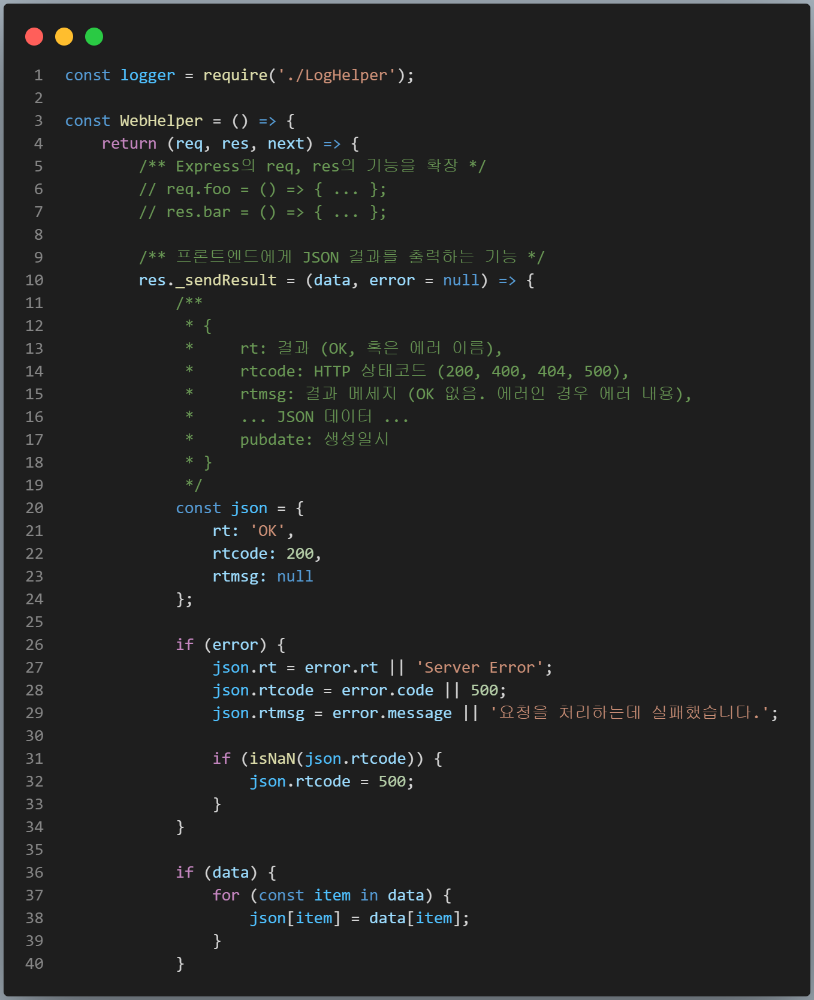 1 const logger = require('./LogHelper');
2
3 const WebHelper = () => {
4     return (req, res, next) => {
5         /** Express의 req, res의 기능을 확장 */
6         // req.foo = () => { ... };
7         // res.bar = () => { ... };
8
9         /** 프론트엔드에게 JSON 결과를 출력하는 기능 */
10         res._sendResult = (data, error = null) => {
11             /**
12              * {
13              *     rt: 결과 (OK, 혹은 에러 이름),
14              *     rtcode: HTTP 상태코드 (200, 400, 404, 500),
15              *     rtmsg: 결과 메세지 (OK 없음. 에러인 경우 에러 내용),
16              *     ... JSON 데이터 ...
17              *     pubdate: 생성일시
18              * }
19              */
20             const json = {
21                 rt: 'OK',
22                 rtcode: 200,
23                 rtmsg: null
24             };
25
26             if (error) {
27                 json.rt = error.rt || 'Server Error';
28                 json.rtcode = error.code || 500;
29                 json.rtmsg = error.message || '요청을 처리하는데 실패했습니다.';
30
31                 if (isNaN(json.rtcode)) {
32                     json.rtcode = 500;
33                 }
34             }
35
36             if (data) {
37                 for (const item in data) {
38                     json[item] = data[item];
39                 }
40             }